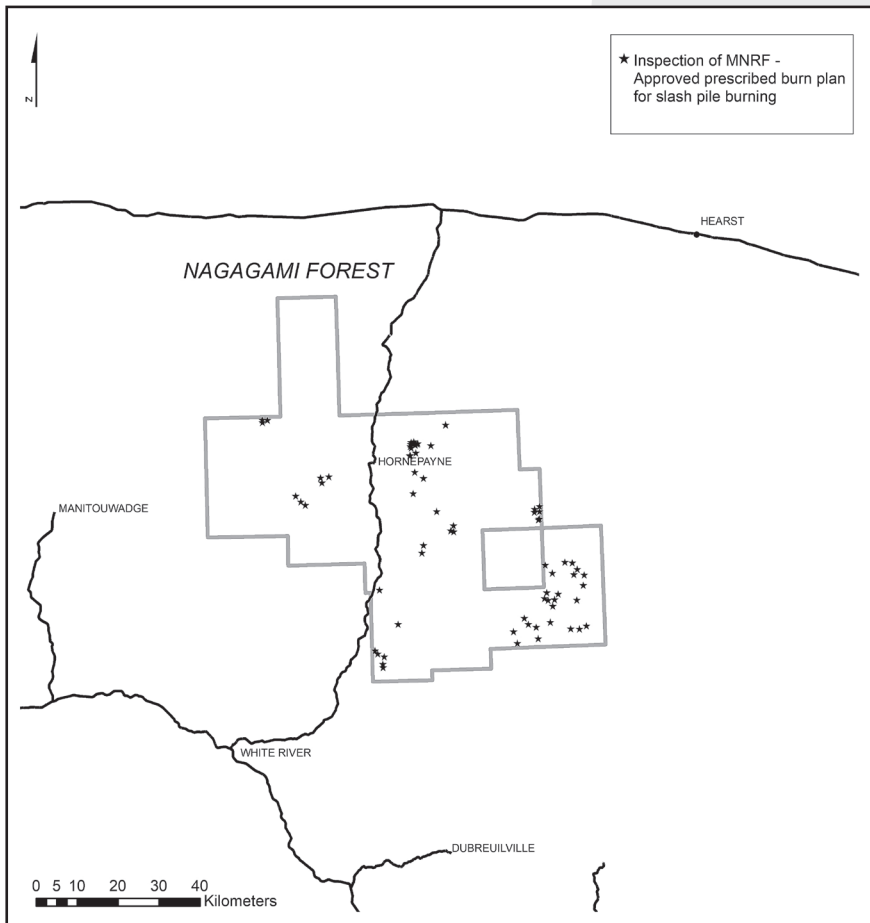 ★ Inspection of MNRF -
Approved prescribed burn plan
for slash pile burning
N
HEARST
NAGAGAMI FOREST
HORNEPAYNE
MANITOUWADGE
WHITE RIVER
DUBREUILVILLE
0 5 10 20 30 40
Kilometers